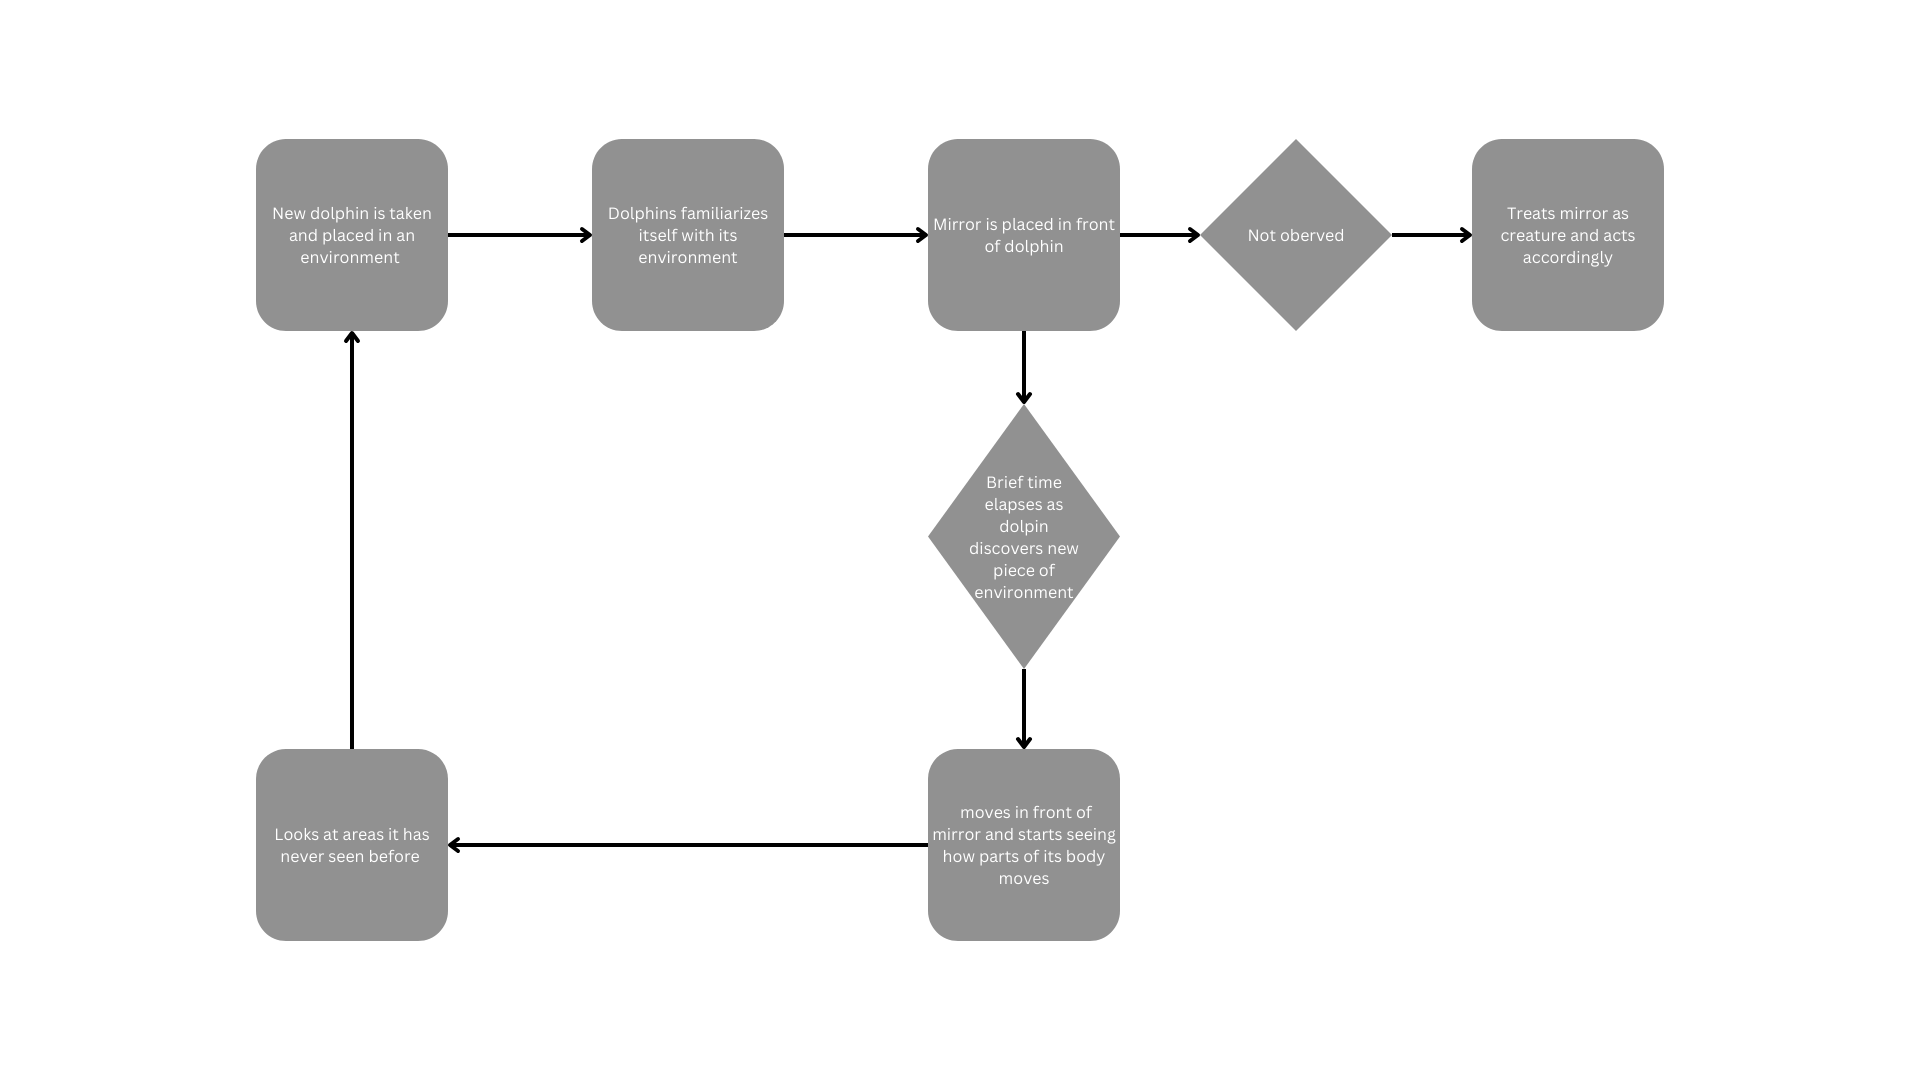 New dolphin is taken
and placed in an
environment
Dolphins familiarizes
itself with its
environment
Mirror is placed in front
of dolphin
Not oberved
Treats mirror as
creature and acts
accordingly
Brief time
elapses as
dolpin
discovers new
piece of
environment
moves in front of
mirror and starts seeing
how parts of its body
moves
Looks at areas it has
never seen before